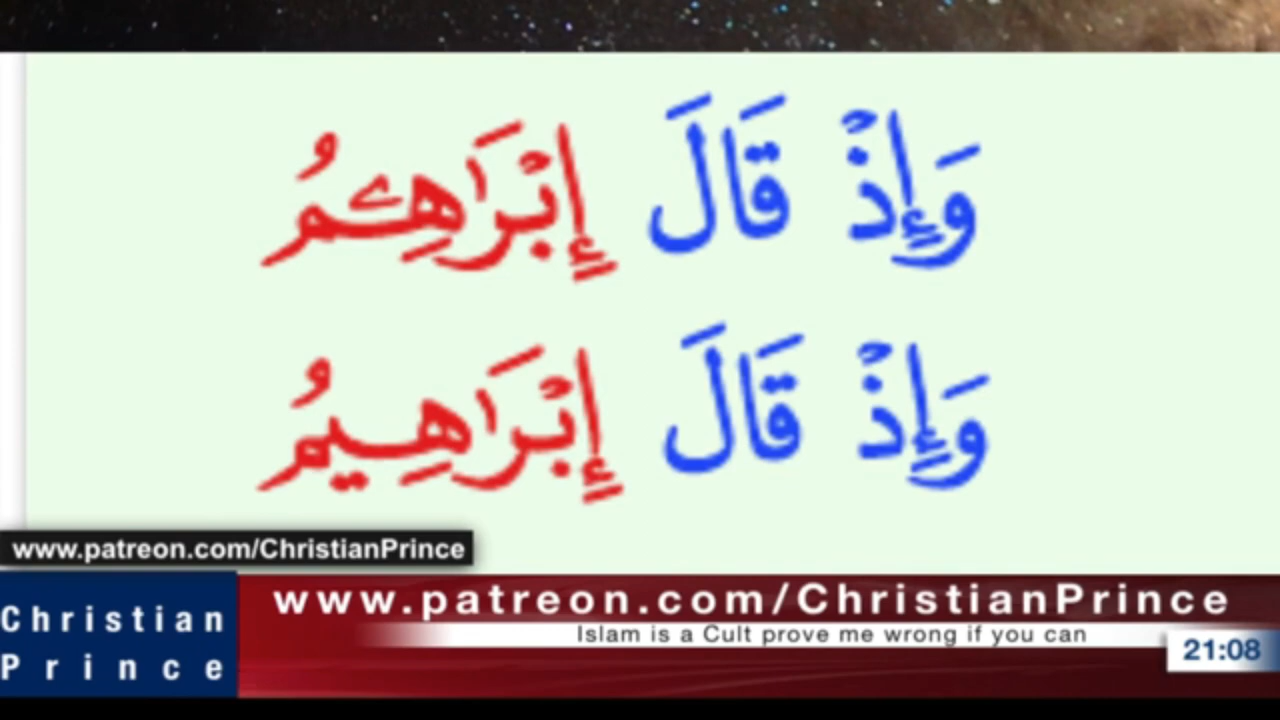 وَإِذْ قَالَ إِبْرَاهِۦمُ
وَإِذْ قَالَ إِبْرَاهِيمُ
www.patreon.com/ChristianPrince
Christian
Prince
www.patreon.com/ChristianPrince
Islam is a Cult prove me wrong if you can
21:08